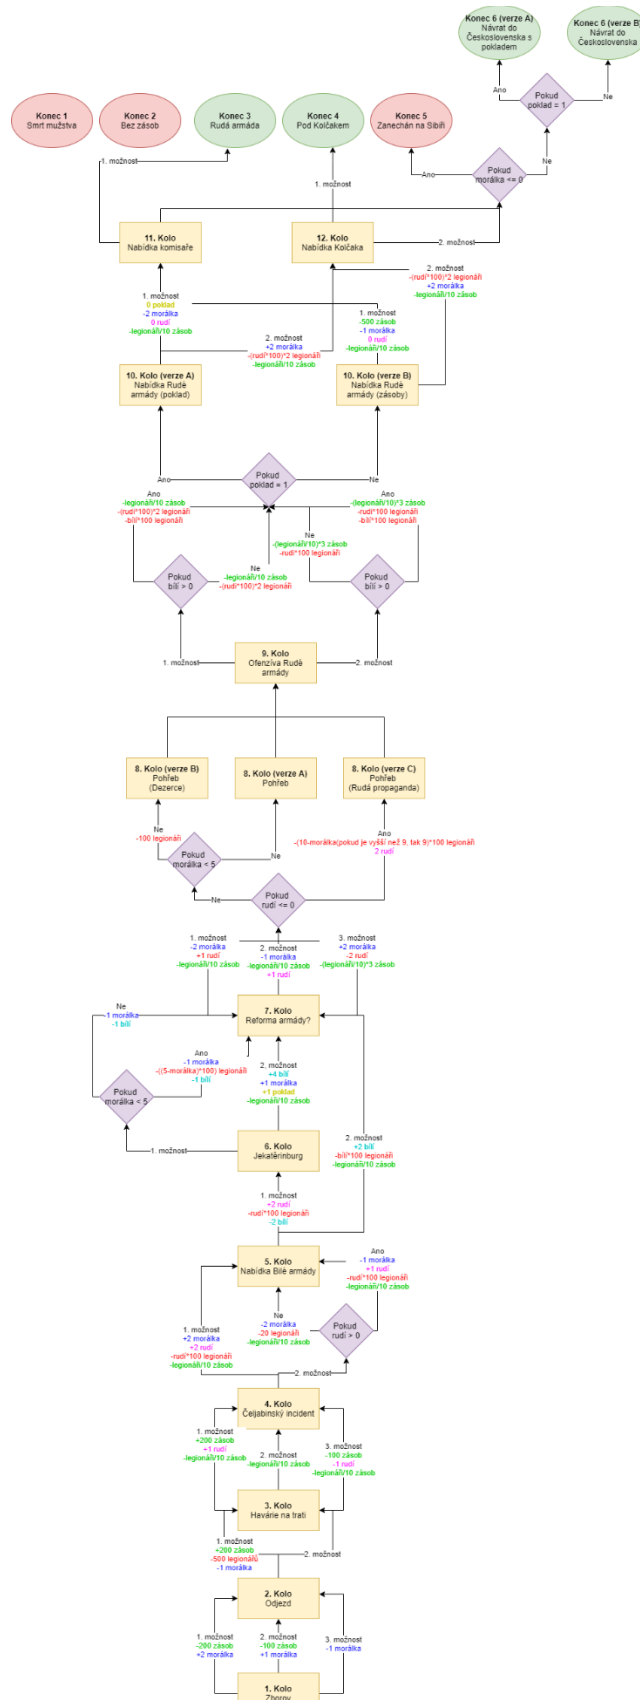 Konec 6 (verze A)
Návrat do
Československa s
pokladem
Konec 6 (verze B)
Návrat do
Československa
Ano
Pokud
poklad = 1
Ne
Konec 1
Smrt mužstva
Konec 2
Bez zásob
Konec 3
Rudá armáda
Konec 4
Pod Kolčakem
Konec 5
Zanechán na Sibiři
Ne
Ano
Pokud
morálka <= 0
1. možnost
1. možnost
11. Kolo
Nabídka komisaře
12. Kolo
Nabídka Kolčaka
2. možnost
1. možnost
0 poklad
-2 morálka
0 rudí
-legionáři/10 zásob
2. možnost
+2 morálka
-(rudí*100)*2 legionáři
-legionáři/10 zásob
1. možnost
-500 zásob
-1 morálka
0 rudí
-legionáři/10 zásob
2. možnost
-(rudí*100)*2 legionáři
+2 morálka
-legionáři/10 zásob
10. Kolo (verze A)
Nabídka Rudé
armády (poklad)
10. Kolo (verze B)
Nabídka Rudé
armády (zásoby)
Ano
Pokud
poklad = 1
Ne
Ano
-legionáři/10 zásob
-(rudí*100)*2 legionáři
-bílí*100 legionáři
Ano
-(legionáři/10)*3 zásob
-rudí*100 legionáři
-bílí*100 legionáři
Ne
-(legionáři/10)*3 zásob
-rudí*100 legionáři
Pokud
bílí > 0
Ne
-legionáři/10 zásob
-(rudí*100)*2 legionáři
Pokud
bílí > 0
1. možnost
9. Kolo
Ofenzíva Rudé
armády
2. možnost
8. Kolo (verze B)
Pohřeb
(Dezerce)
8. Kolo (verze A)
Pohřeb
8. Kolo (verze C)
Pohřeb
(Rudá propaganda)
Ne
-100 legionáři
Pokud
morálka < 5
Ne
Ano
-(10-morálka(pokud je vyšší než 9, tak 9)*100 legionáři
2 rudí
Ne
Pokud
rudí <= 0
1. možnost
-2 morálka
+1 rudí
-legionáři/10 zásob
2. možnost
-1 morálka
-legionáři/10 zásob
+1 rudí
3. možnost
+2 morálka
-2 rudí
-(legionáři/10)*3 zásob
7. Kolo
Reforma armády?
Ne
-1 morálka
-1 bílí
Ano
-1 morálka
-((5-morálka)*100) legionáři
-1 bílí
2. možnost
+4 bílí
+1 morálka
+1 poklad
-legionáři/10 zásob
Pokud
morálka < 5
1. možnost
6. Kolo
Jekatěrinburg
2. možnost
+2 bílí
-bílí*100 legionáři
-legionáři/10 zásob
1. možnost
+2 rudí
-rudí*100 legionáři
-2 bílí
5. Kolo
Nabídka Bílé armády
Ano
-1 morálka
+1 rudí
-rudí*100 legionáři
-legionáři/10 zásob
1. možnost
+2 morálka
+2 rudí
-rudí*100 legionáři
-legionáři/10 zásob
Ne
-2 morálka
-20 legionáři
-legionáři/10 zásob
Pokud
rudí > 0
2. možnost
4. Kolo
Čeljabinský incident
1. možnost
+200 zásob
+1 rudí
-legionáři/10 zásob
2. možnost
-legionáři/10 zásob
3. možnost
-100 zásob
-1 rudí
-legionáři/10 zásob
3. Kolo
Havárie na trati
1. možnost
+200 zásob
-500 legionářů
-1 morálka
2. možnost
2. Kolo
Odjezd
1. možnost
-200 zásob
+2 morálka
2. možnost
-100 zásob
+1 morálka
3. možnost
-1 morálka
1. Kolo
Zborov